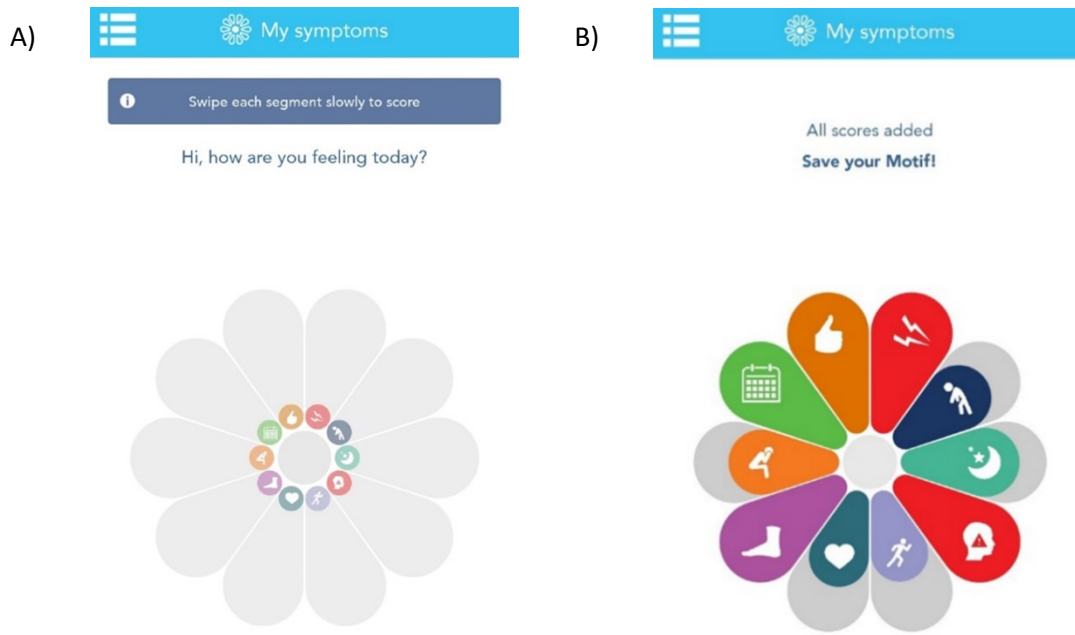 A)
My symptoms
Swipe each segment slowly to score
Hi, how are you feeling today?
B)
My symptoms
All scores added
Save your Motif!